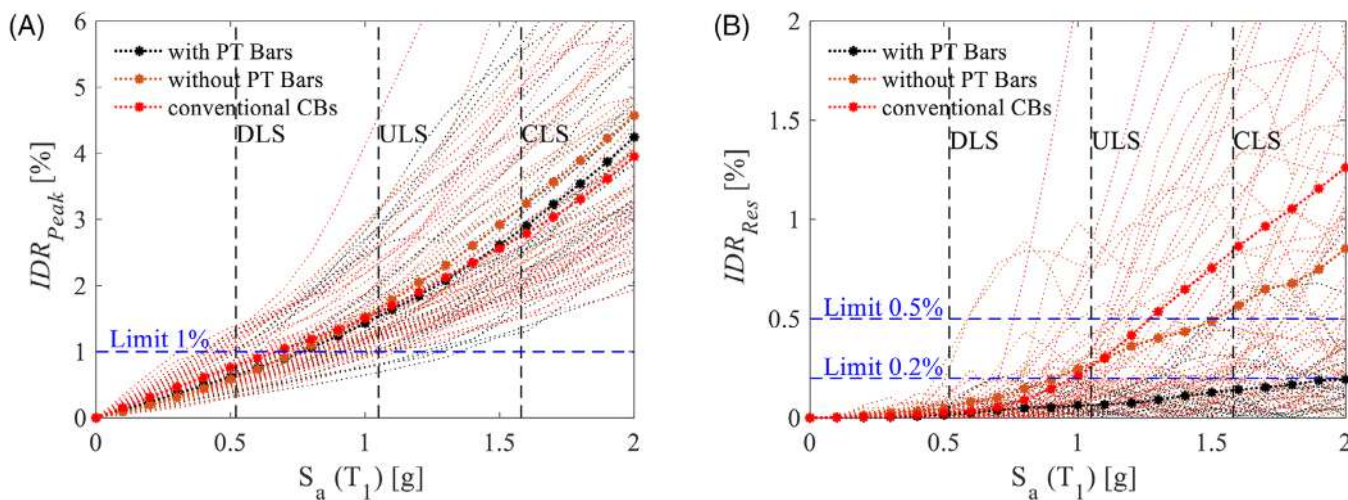 (A)
6
5
4
3
2
1
0
IDR_Peak [%]
with PT Bars
without PT Bars
conventional CBs
DLS
ULS
CLS
Limit 1%
0
0.5
1
1.5
2
S_a (T_1) [g]
(B)
2
1.5
1
0.5
0
IDR_Res [%]
with PT Bars
without PT Bars
conventional CBs
DLS
ULS
CLS
Limit 0.5%
Limit 0.2%
0
0.5
1
1.5
2
S_a (T_1) [g]